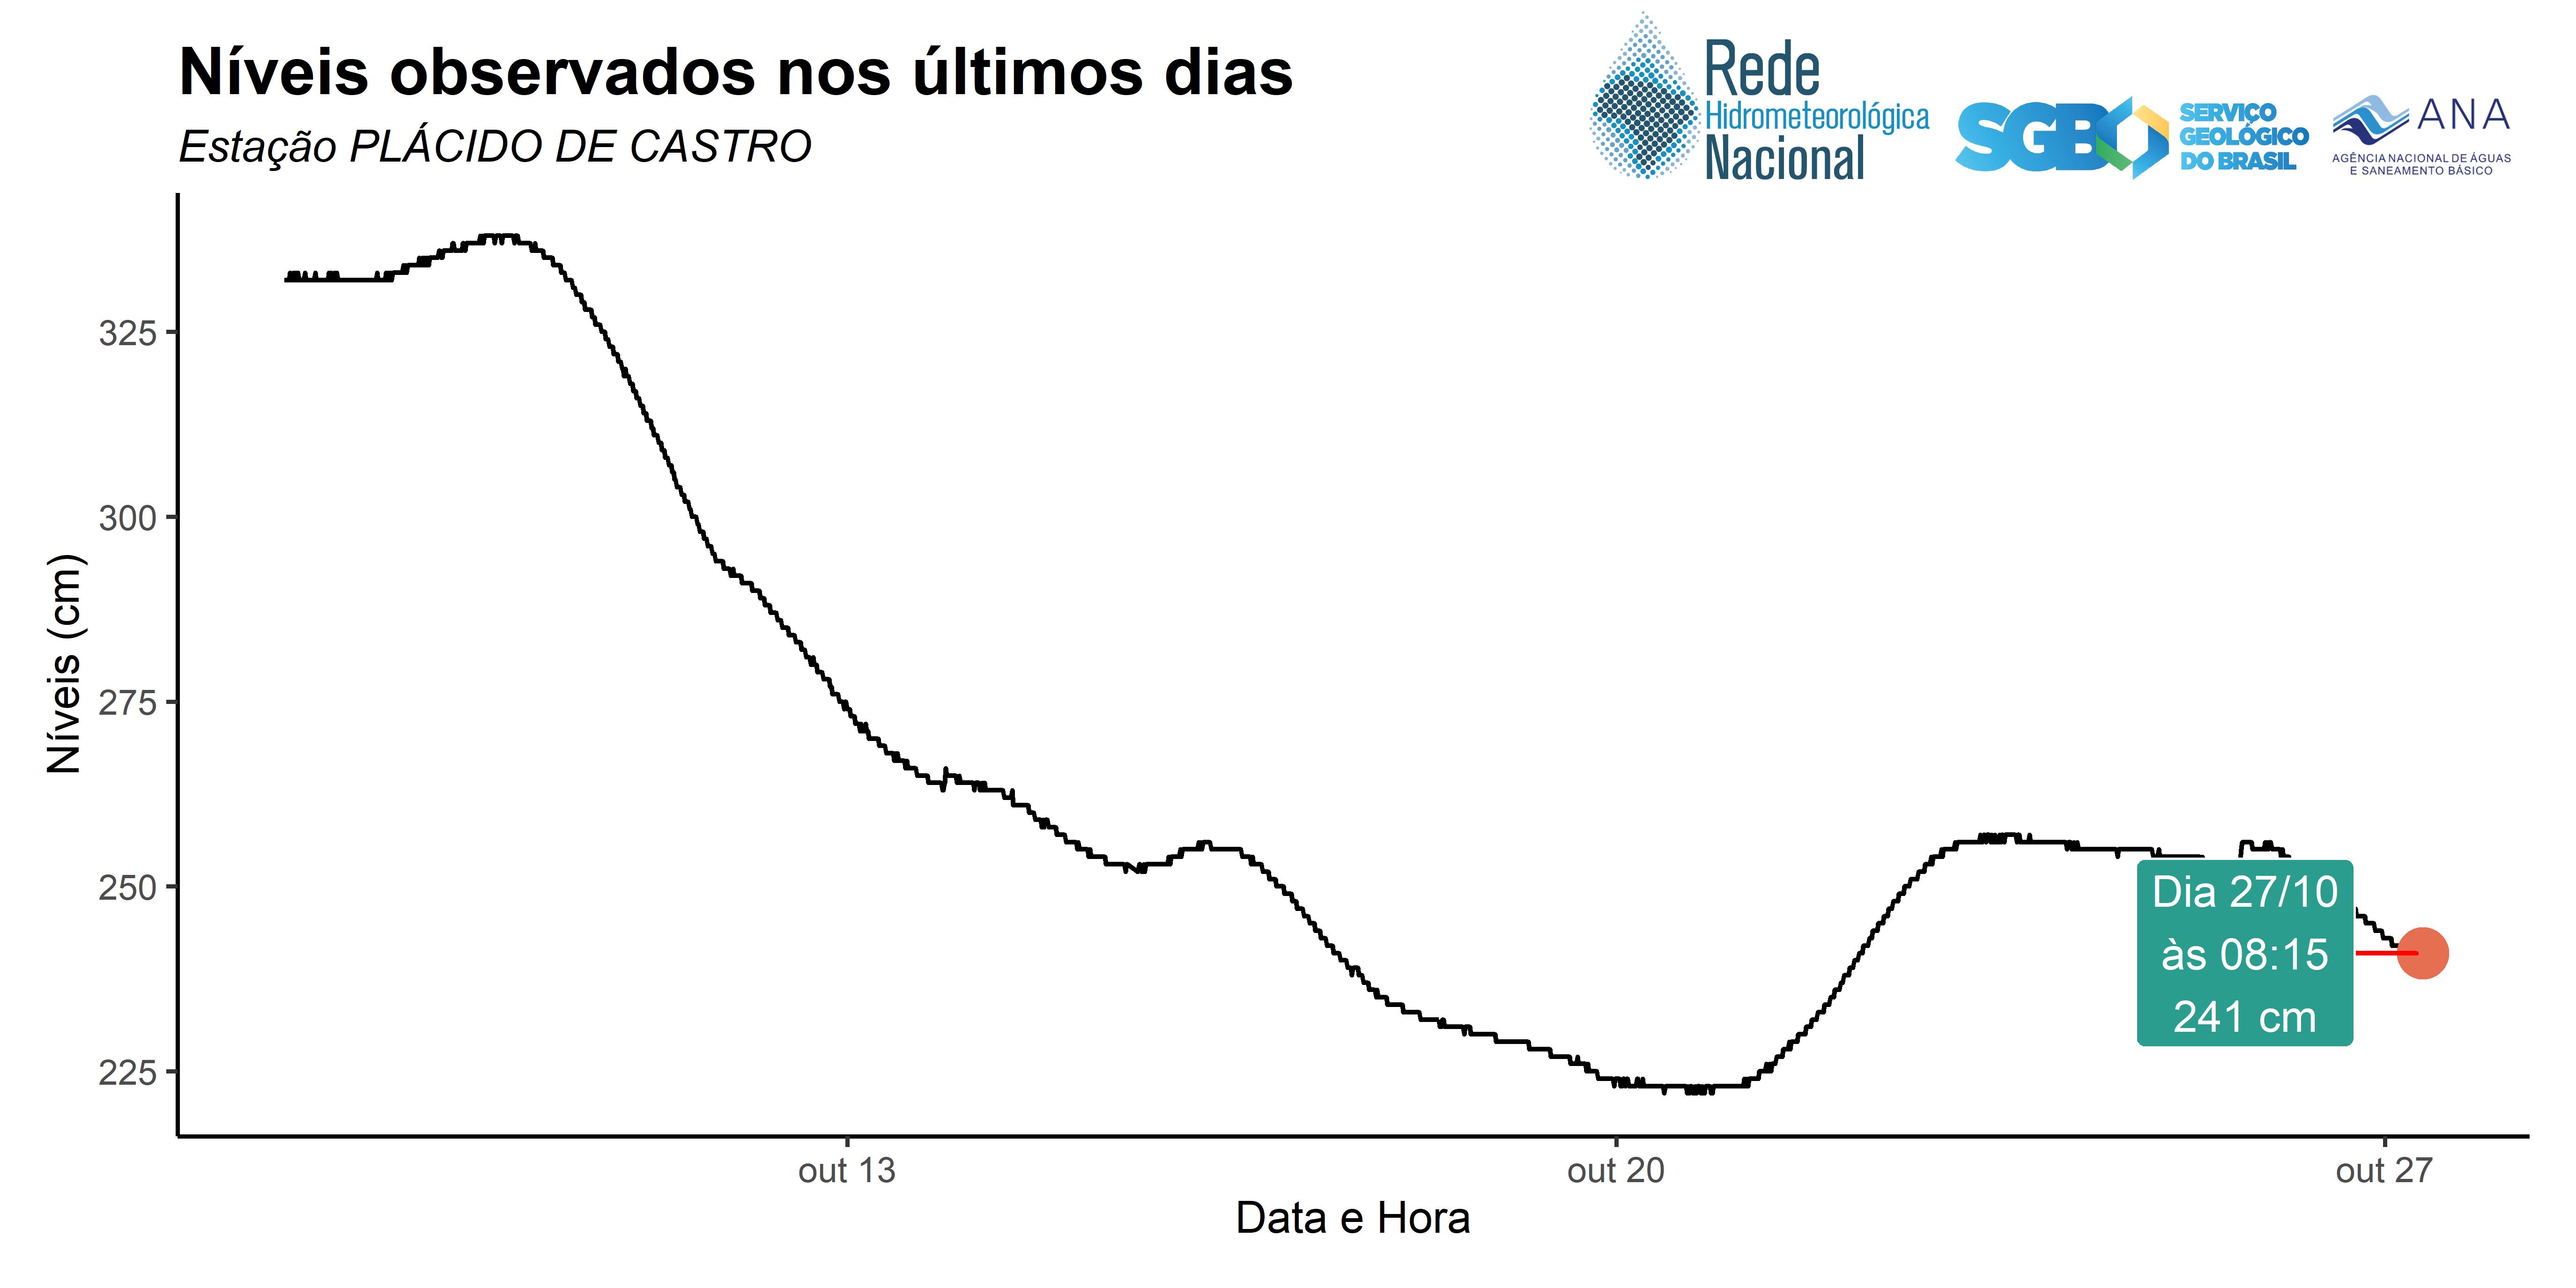 Níveis observados nos últimos dias
Estação PLÁCIDO DE CASTRO
Rede
Hidrometeorológica
Nacional
SGB
SERVIÇO
GEOLÓGICO
DO BRASIL
ANA
AGÊNCIA NACIONAL DE ÁGUAS
E SANEAMENTO BÁSICO
Níveis (cm)
325
300
275
250
225
Dia 27/10
às 08:15
241 cm
out 13
out 20
out 27
Data e Hora